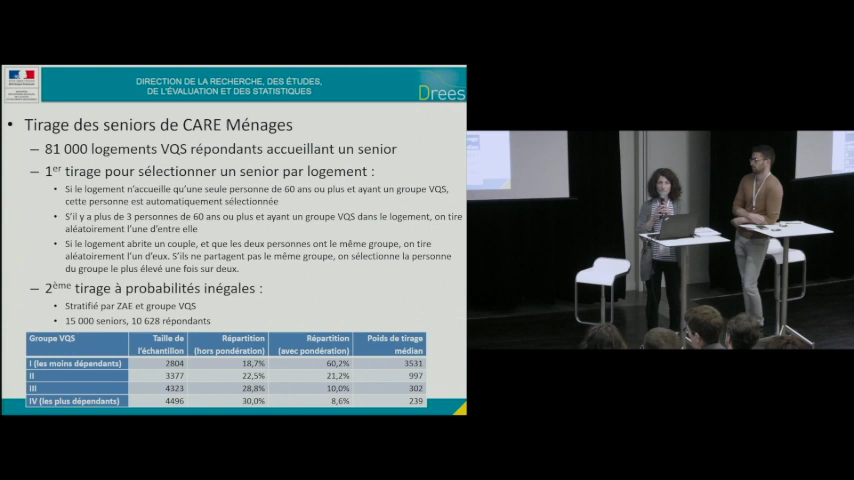 DIRECTION DE LA RECHERCHE, DES ÉTUDES,
DE L'ÉVALUATION ET DES STATISTIQUES
Drees
• Tirage des seniors de CARE Ménages
– 81 000 logements VQS répondants accueillant un senior
– 1er tirage pour sélectionner un senior par logement :
• Si le logement n'accueille qu'une seule personne de 60 ans ou plus et ayant un groupe VQS,
cette personne est automatiquement sélectionnée
• S'il y a plus de 3 personnes de 60 ans ou plus et ayant un groupe VQS dans le logement, on tire
aléatoirement l'une d'entre elle
• Si le logement abrite un couple, et que les deux personnes ont le même groupe, on tire
aléatoirement l'un d'eux. S'ils ne partagent pas le même groupe, on sélectionne la personne
du groupe le plus élevé une fois sur deux.
– 2ème tirage à probabilités inégales :
• Stratifié par ZAE et groupe VQS
• 15 000 seniors, 10 628 répondants
Groupe VQS Taille de l'échantillon Répartition (hors pondération) Répartition (avec pondération) Poids de tirage médian
I (les moins dépendants) 2804 18,7% 60,2% 3531
II 3377 22,5% 21,2% 997
III 4323 28,8% 10,0% 302
IV (les plus dépendants) 4496 30,0% 8,6% 239